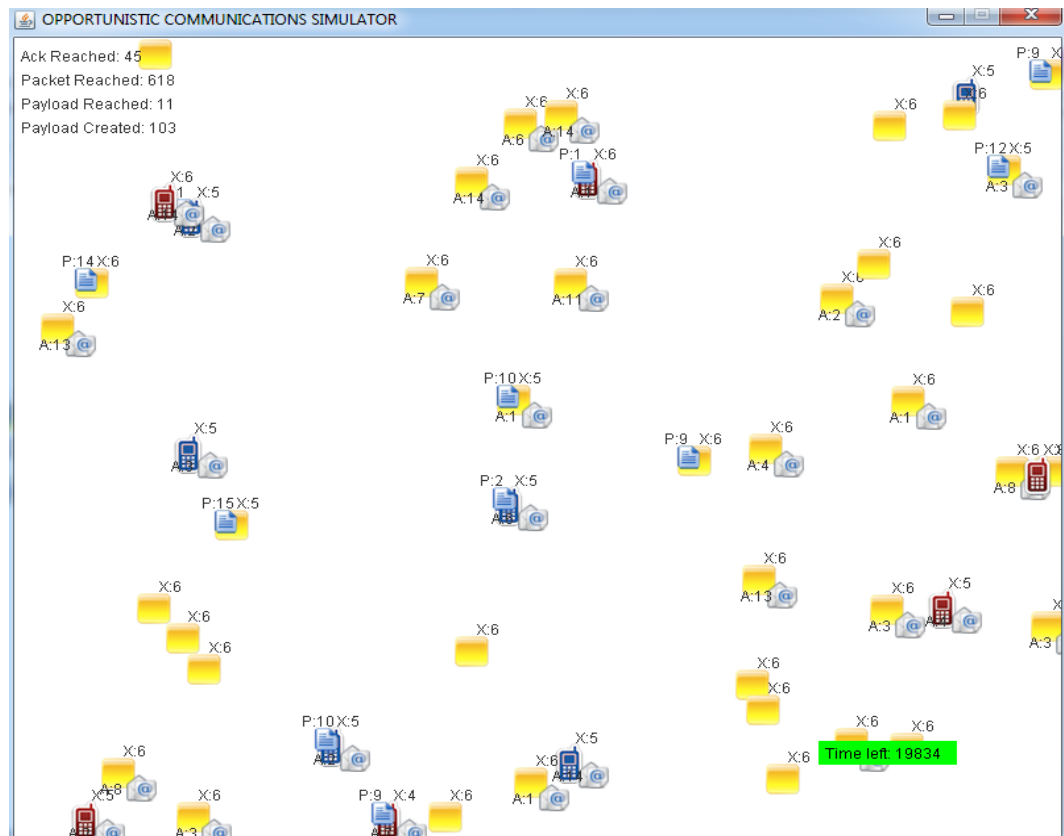 OPPORTUNISTIC COMMUNICATIONS SIMULATOR
Ack Reached: 45
Packet Reached: 618
Payload Reached: 11
Payload Created: 103
P:9 X
X:5
X:6
X:6
X:6
X:6
A:6
A:14
P:12 X:5
A:3
P:1 X:6
X:6
A:14
X:6
1 X:5
P:14 X:6
X:6
A:13
X:6
A:7
X:6
A:11
X:6
A:2
X:6
P:10 X:5
A:1
X:6
A:1
X:5
P:9 X:6
X:6
A:4
X:6
A:8
P:2 X:5
P:15 X:5
X:6
A:13
X:6
X:6
X:6
X:6
X:6
A:3
X:5
A:3
X:6
X:6
P:10 X:5
X:6
X:6
Time left: 19834
X:6
X:6
A:8
X:5
X:6
A:1
A:14
X:5
X:6
A:3
P:9 X:4
X:6